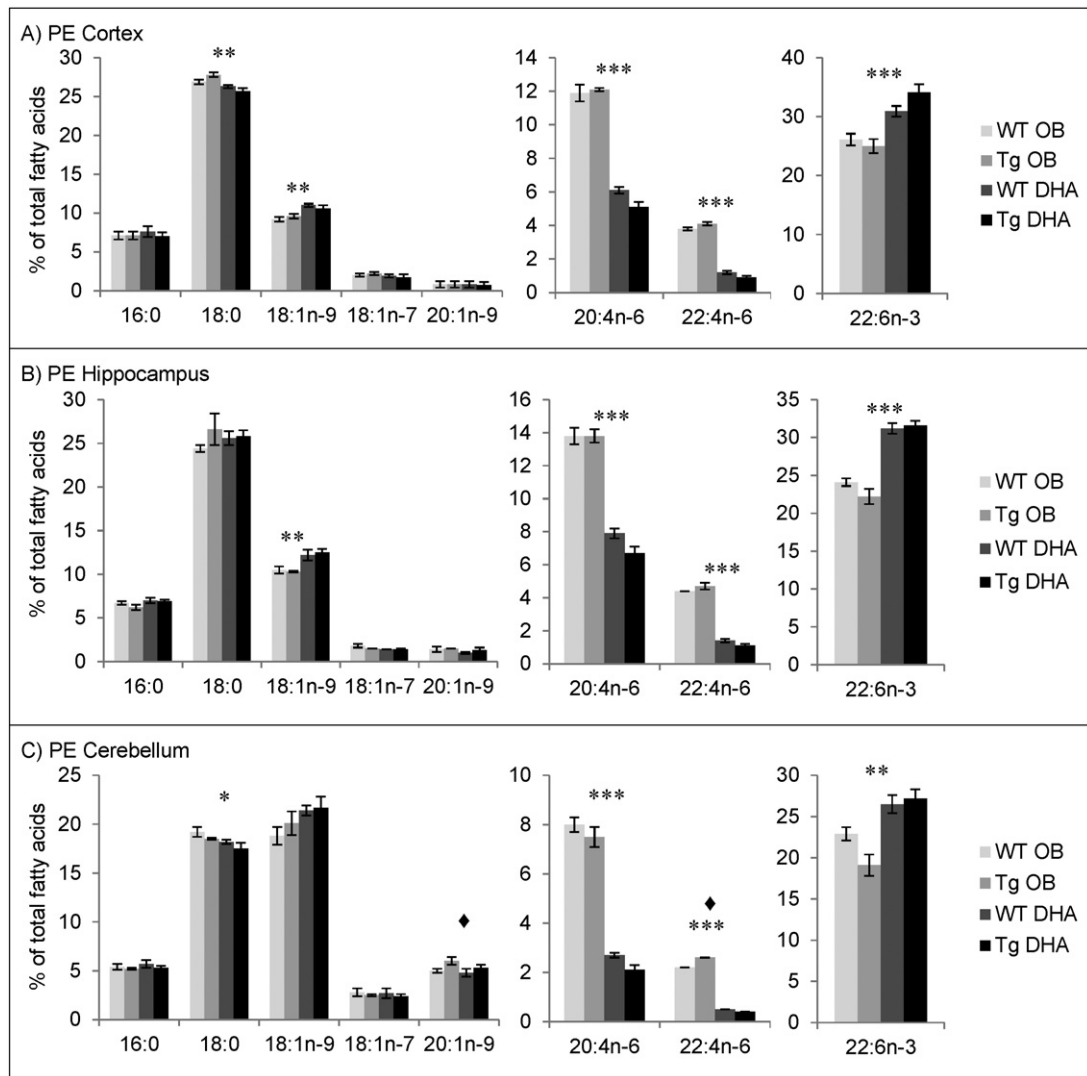 A) PE Cortex
% of total fatty acids
30
25
20
15
10
5
0
**
**
16:0 18:0 18:1n-9 18:1n-7 20:1n-9
14
12
10
8
6
4
2
0
***
***
20:4n-6 22:4n-6
40
30
20
10
0
***
22:6n-3
WT OB
Tg OB
WT DHA
Tg DHA
B) PE Hippocampus
% of total fatty acids
30
25
20
15
10
5
0
**
16:0 18:0 18:1n-9 18:1n-7 20:1n-9
16
14
12
10
8
6
4
2
0
***
***
20:4n-6 22:4n-6
35
30
25
20
15
10
5
0
***
22:6n-3
WT OB
Tg OB
WT DHA
Tg DHA
C) PE Cerebellum
% of total fatty acids
25
20
15
10
5
0
*
♦
16:0 18:0 18:1n-9 18:1n-7 20:1n-9
10
8
6
4
2
0
***
♦
***
20:4n-6 22:4n-6
30
25
20
15
10
5
0
**
22:6n-3
WT OB
Tg OB
WT DHA
Tg DHA